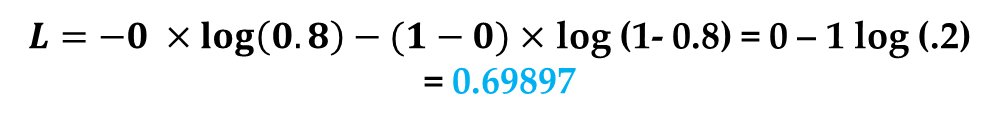 L = −0 × log(0.8) − (1 − 0) × log (1- 0.8) = 0 – 1 log (.2)
= 0.69897